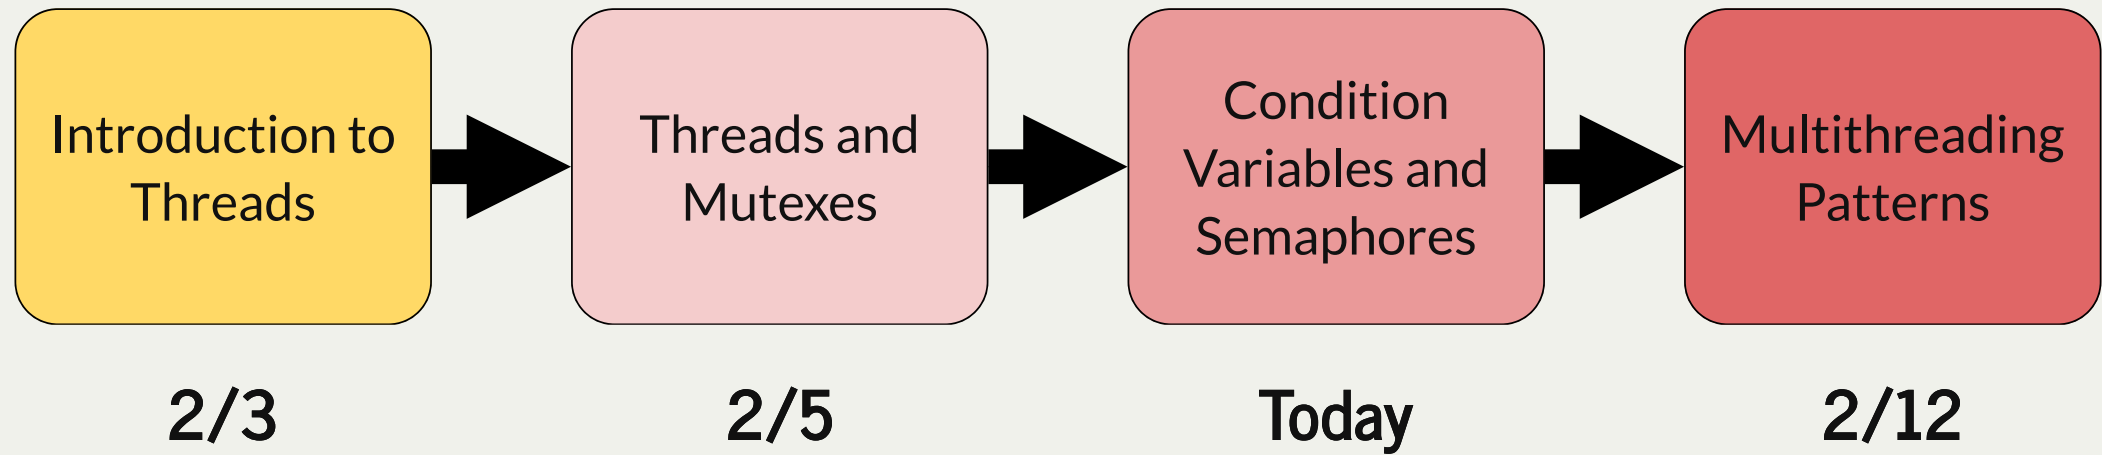 Introduction to
Threads
Threads and
Mutexes
Condition
Variables and
Semaphores
Multithreading
Patterns
2/3
2/5
Today
2/12